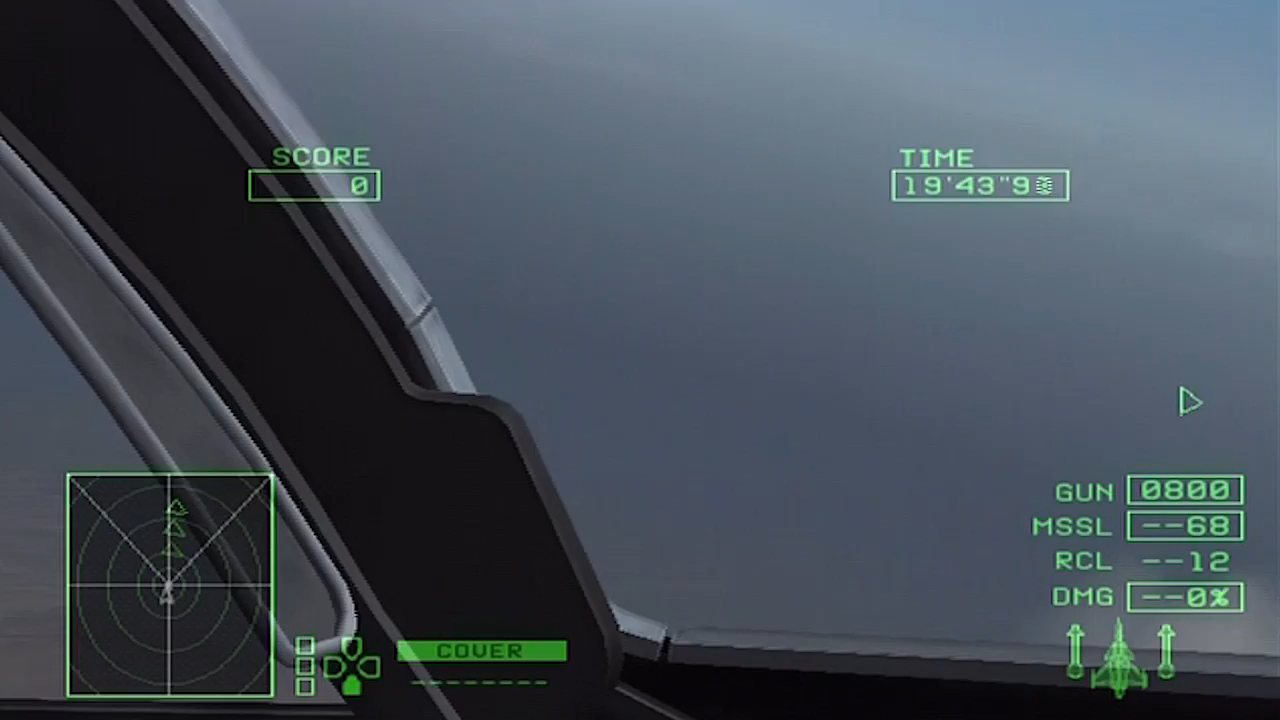 SCORE
0
TIME
19'43"9
GUN 0800
MSSL --68
RCL --12
DMG --0%
COVER